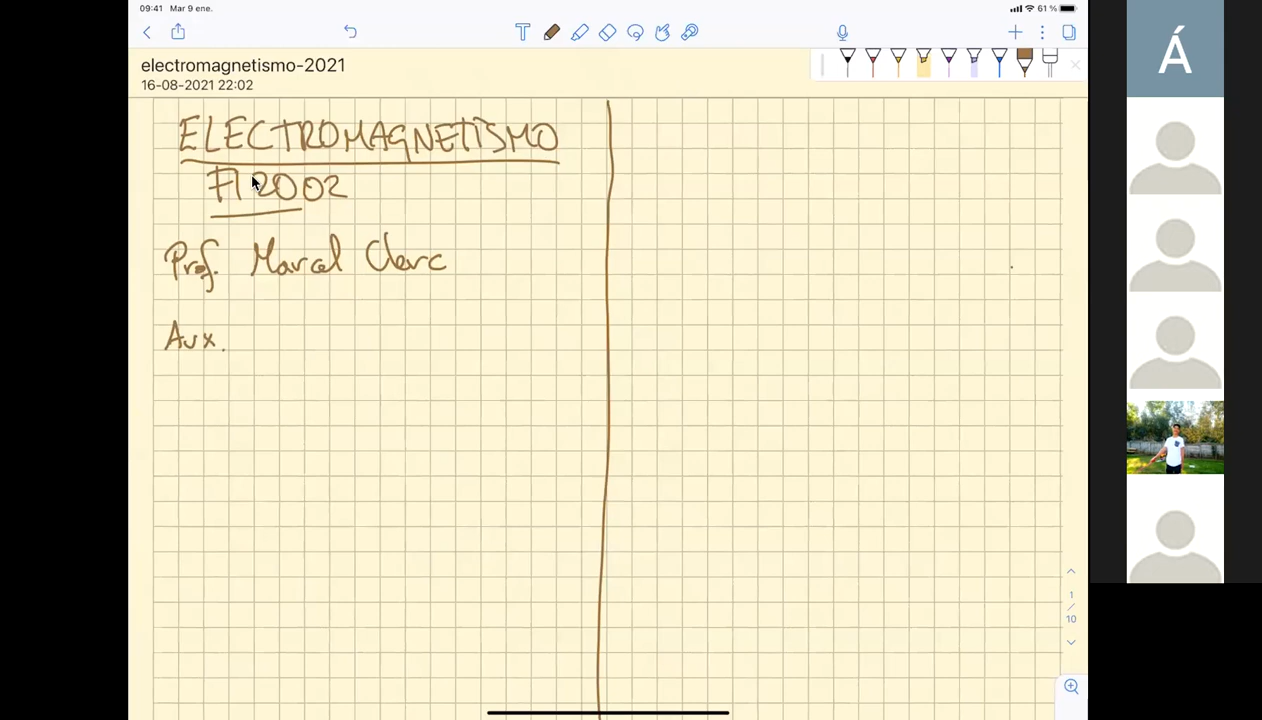 09:41 Mar 9 ene.
61 %
T
electromagnetismo-2021
16-08-2021 22:02
ELECTROMAGNETISMO
FI2002
Prof. Marcel Clerc
Aux.
1
/
10
Á